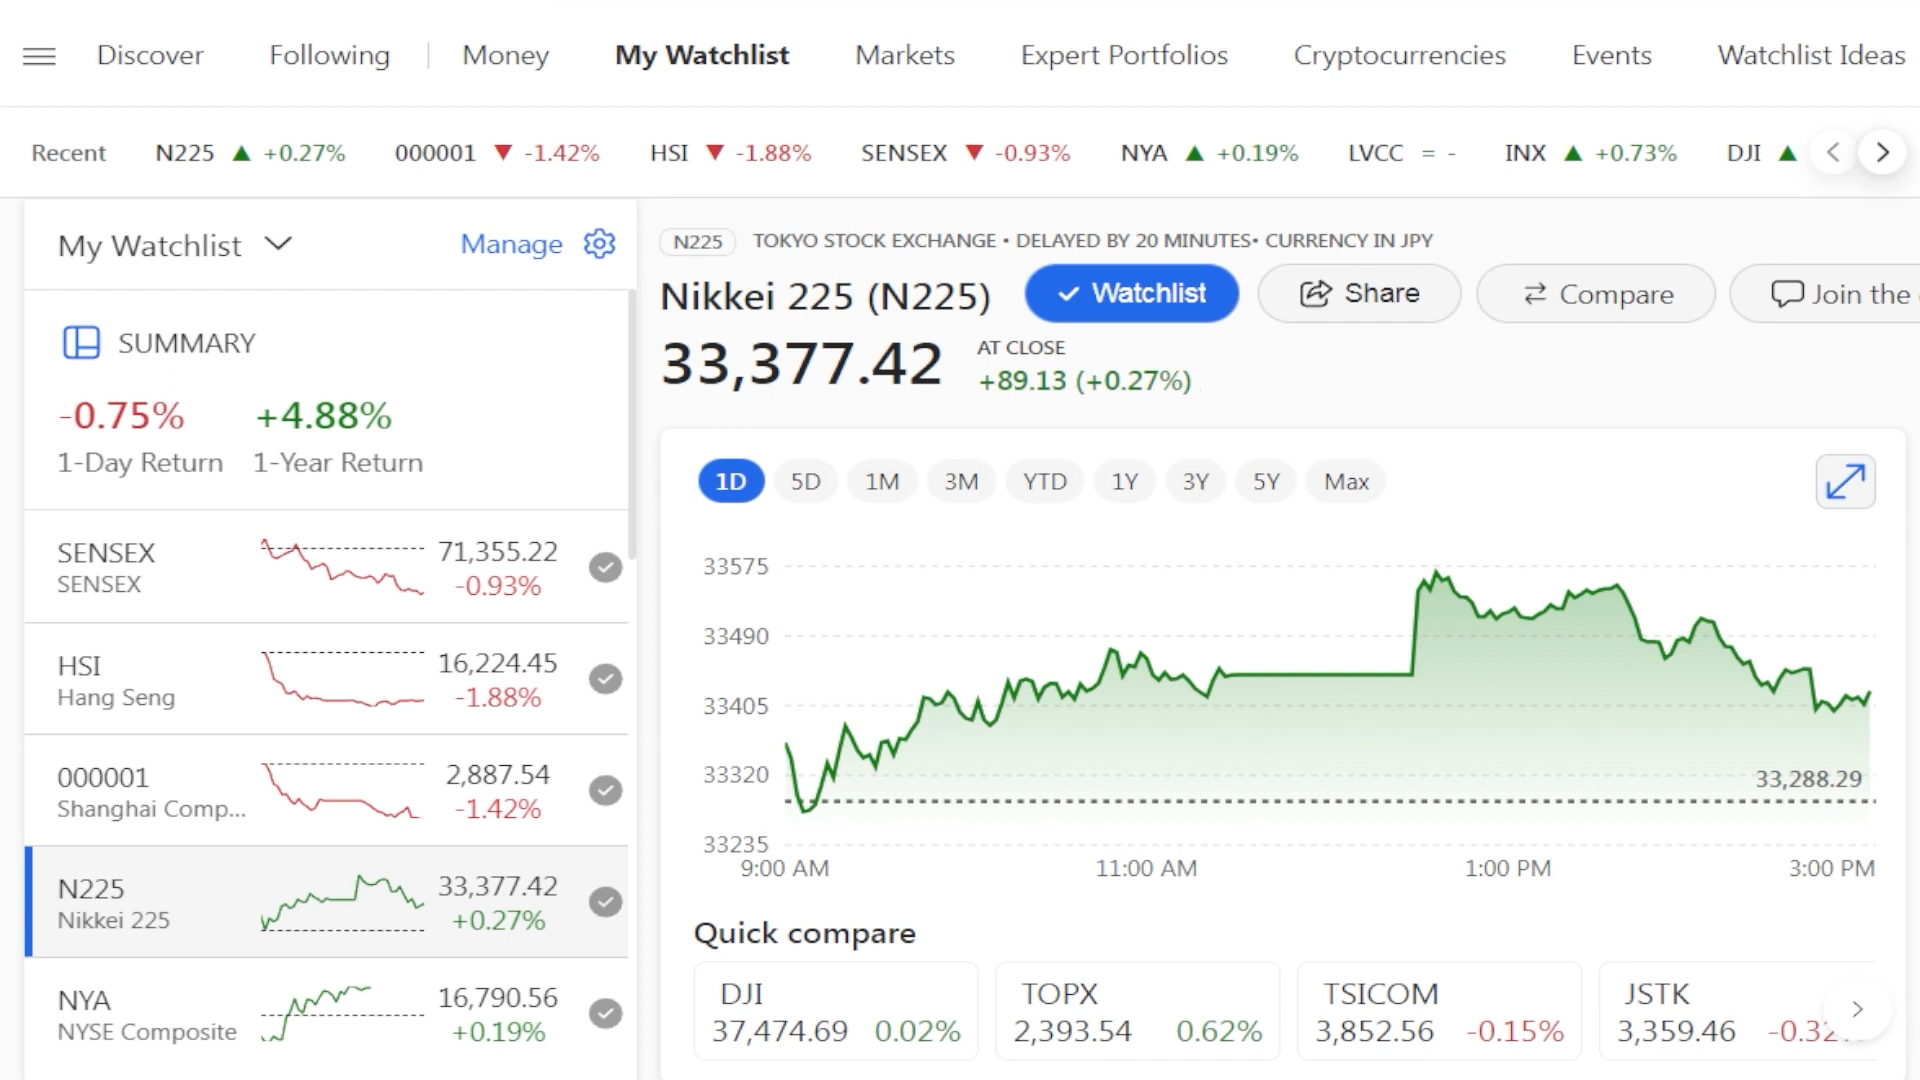 Discover Following Money My Watchlist Markets Expert Portfolios Cryptocurrencies Events Watchlist Ideas
Recent N225 ▲ +0.27% 000001 ▼ -1.42% HSI ▼ -1.88% SENSEX ▼ -0.93% NYA ▲ +0.19% LVCC = - INX ▲ +0.73% DJI ▲
My Watchlist Manage
SUMMARY
-0.75% +4.88%
1-Day Return 1-Year Return
SENSEX 71,355.22
SENSEX -0.93%
HSI 16,224.45
Hang Seng -1.88%
000001 2,887.54
Shanghai Comp... -1.42%
N225 33,377.42
Nikkei 225 +0.27%
NYA 16,790.56
NYSE Composite +0.19%
N225 TOKYO STOCK EXCHANGE • DELAYED BY 20 MINUTES• CURRENCY IN JPY
Nikkei 225 (N225) Watchlist Share Compare Join the
33,377.42 AT CLOSE
+89.13 (+0.27%)
1D 5D 1M 3M YTD 1Y 3Y 5Y Max
33575
33490
33405
33320
33,288.29
33235
9:00 AM 11:00 AM 1:00 PM 3:00 PM
Quick compare
DJI TOPX TSICOM JSTK
37,474.69 0.02% 2,393.54 0.62% 3,852.56 -0.15% 3,359.46 -0.32